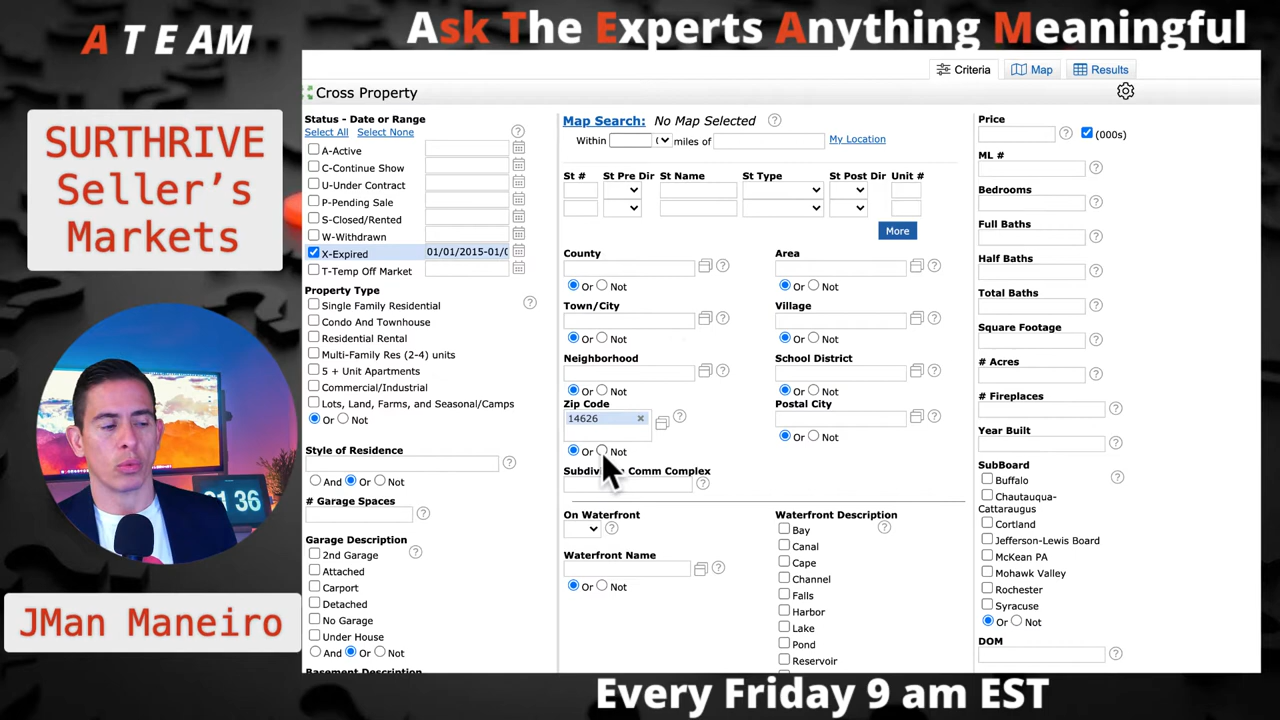 A TEAM
Ask The Experts Anything Meaningful
SURTHRIVE
Seller's
Markets
JMan Maneiro
Every Friday 9 am EST
Criteria
Map
Results
Cross Property
Status - Date or Range
Select All Select None
A-Active
C-Continue Show
U-Under Contract
P-Pending Sale
S-Closed/Rented
W-Withdrawn
X-Expired 01/01/2015-01/0
T-Temp Off Market
Property Type
Single Family Residential
Condo And Townhouse
Residential Rental
Multi-Family Res (2-4) units
5 + Unit Apartments
Commercial/Industrial
Lots, Land, Farms, and Seasonal/Camps
Or Not
Style of Residence
And Or Not
# Garage Spaces
Garage Description
2nd Garage
Attached
Carport
Detached
No Garage
Under House
And Or Not
Map Search: No Map Selected
Within miles of My Location
St # St Pre Dir St Name St Type St Post Dir Unit #
More
County Area
Or Not Or Not
Town/City Village
Or Not Or Not
Neighborhood School District
Or Not Or Not
Zip Code Postal City
14626
Or Not
Or Not
Comm Complex
On Waterfront
Waterfront Name
Or Not
Waterfront Description
Bay
Canal
Cape
Channel
Falls
Harbor
Lake
Pond
Reservoir
Price
(000s)
ML #
Bedrooms
Full Baths
Half Baths
Total Baths
Square Footage
# Acres
# Fireplaces
Year Built
SubBoard
Buffalo
Chautauqua-
Cattaraugus
Cortland
Jefferson-Lewis Board
McKean PA
Mohawk Valley
Rochester
Syracuse
Or Not
DOM